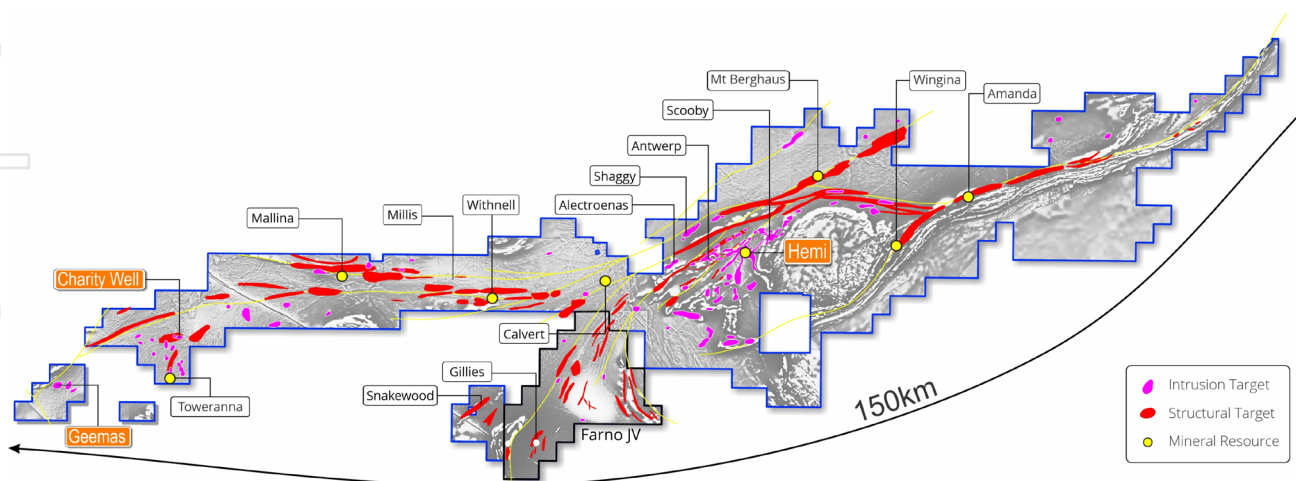 Mt Berghaus
Wingina
Amanda
Scooby
Antwerp
Shaggy
Alectroenas
Withnell
Millis
Mallina
Hemi
Charity Well
Calvert
Gillies
Snakewood
Toweranna
Geemas
Farno JV
150km
Intrusion Target
Structural Target
Mineral Resource